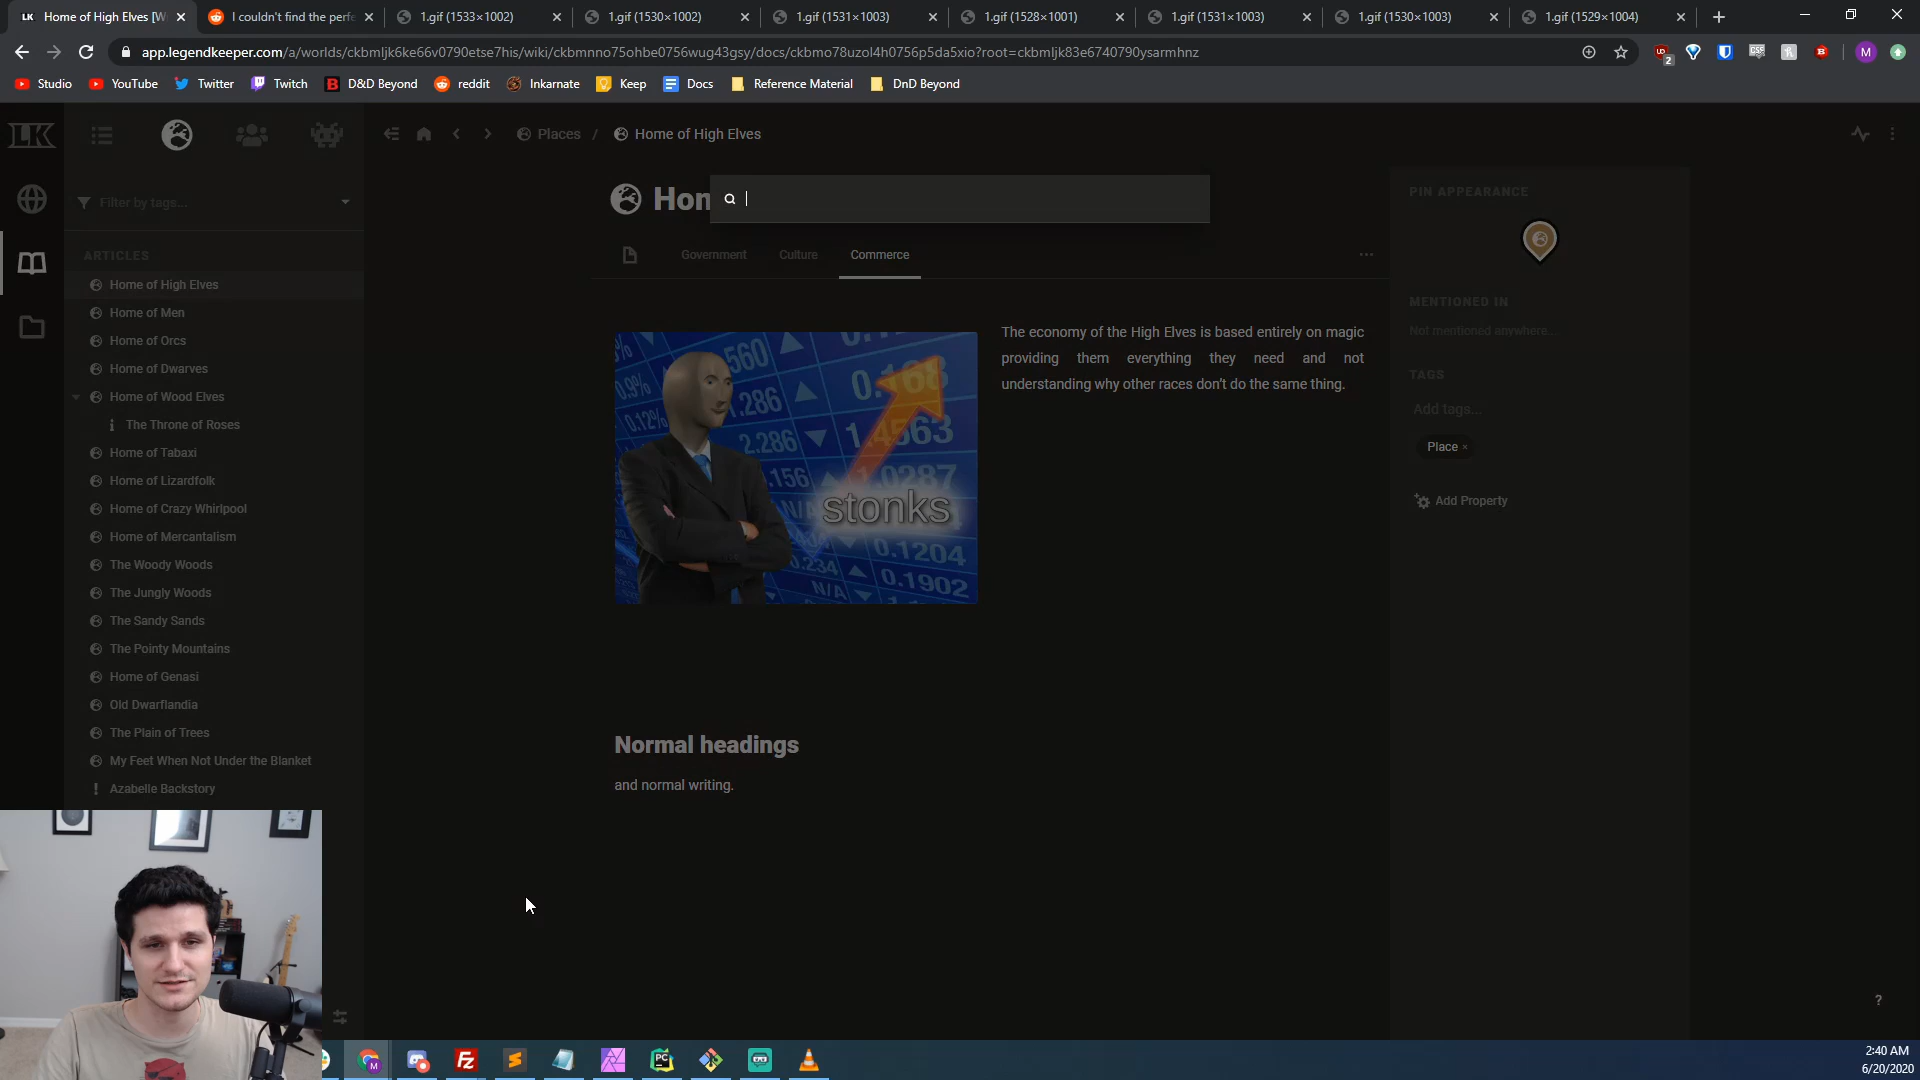 Home of High Elves [W
I couldn't find the perfe
1.gif (1533×1002)
1.gif (1530×1002)
1.gif (1531×1003)
1.gif (1528×1001)
1.gif (1531×1003)
1.gif (1530×1003)
1.gif (1529×1004)
app.legendkeeper.com/a/worlds/ckbmljk6ke66v0790etse7his/wiki/ckbmnno75ohbe0756wug43gsy/docs/ckbmo78uzol4h0756p5da5xio?root=ckbmljk83e6740790ysarmhnz
Studio YouTube Twitter Twitch D&D Beyond reddit Inkarnate Keep Docs Reference Material DnD Beyond
LK
Places / Home of High Elves
Filter by tags...
ARTICLES
Home of High Elves
Home of Men
Home of Orcs
Home of Dwarves
Home of Wood Elves
The Throne of Roses
Home of Tabaxi
Home of Lizardfolk
Home of Crazy Whirlpool
Home of Mercantalism
The Woody Woods
The Jungly Woods
The Sandy Sands
The Pointy Mountains
Home of Genasi
Old Dwarflandia
The Plain of Trees
My Feet When Not Under the Blanket
Azabelle Backstory
Hom
Government Culture Commerce
The economy of the High Elves is based entirely on magic
providing them everything they need and not
understanding why other races don't do the same thing.
stonks
Normal headings
and normal writing.
PIN APPEARANCE
MENTIONED IN
Not mentioned anywhere...
TAGS
Add tags...
Place ×
Add Property
?
2:40 AM
6/20/2020